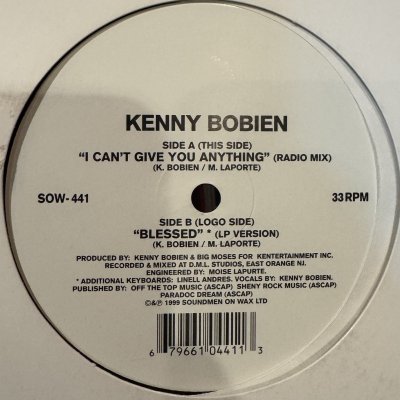 KENNY BOBIEN
SIDE A (THIS SIDE)
"I CAN'T GIVE YOU ANYTHING" (RADIO MIX)
(K. BOBIEN / M. LAPORTE)
SOW-441
33 RPM
SIDE B (LOGO SIDE)
"BLESSED" * (LP VERSION)
(K. BOBIEN / M. LAPORTE)
PRODUCED BY: KENNY BOBIEN & BIG MOSES FOR KENTERTAINMENT INC.
RECORDED & MIXED AT D.M.L. STUDIOS, EAST ORANGE NJ.
ENGINEERED BY: MOISE LAPURTE.
* ADDITIONAL KEYBOARDS: LINELL ANDRES. VOCALS BY: KENNY BOBIEN.
PUBLISHED BY: OFF THE TOP MUSIC (ASCAP) SHENY ROCK MUSIC (ASCAP)
PARADOC DREAM (ASCAP)
©&℗ 1999 SOUNDMEN ON WAX LTD
6 79661 04411 3